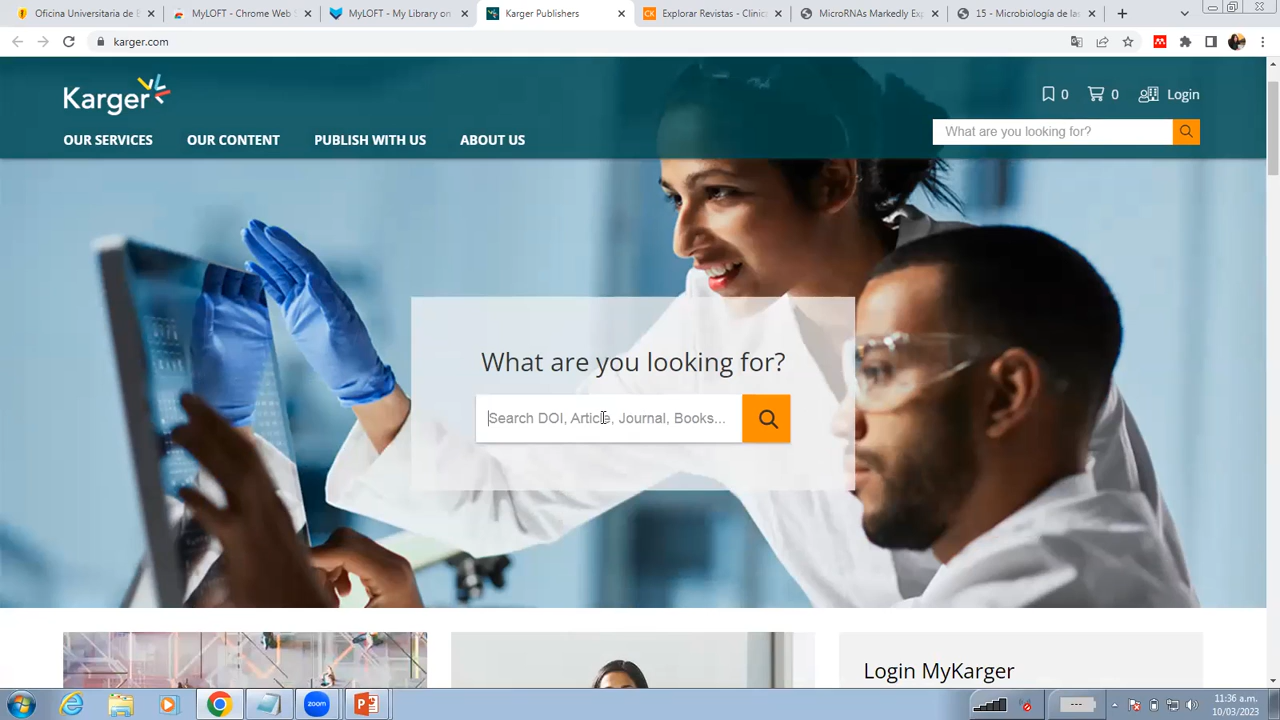 Oficina Universitaria de
MyLOFT - Chrome Web
MyLOFT - My Library on
Karger Publishers
Explorar Revistas - Clinic
MicroRNAs Markedly
15 - Microbiología de la
karger.com
Karger
0
0
Login
OUR SERVICES
OUR CONTENT
PUBLISH WITH US
ABOUT US
What are you looking for?
What are you looking for?
Search DOI, Article, Journal, Books...
Login MyKarger
zoom
11:36 a.m.
10/03/2023